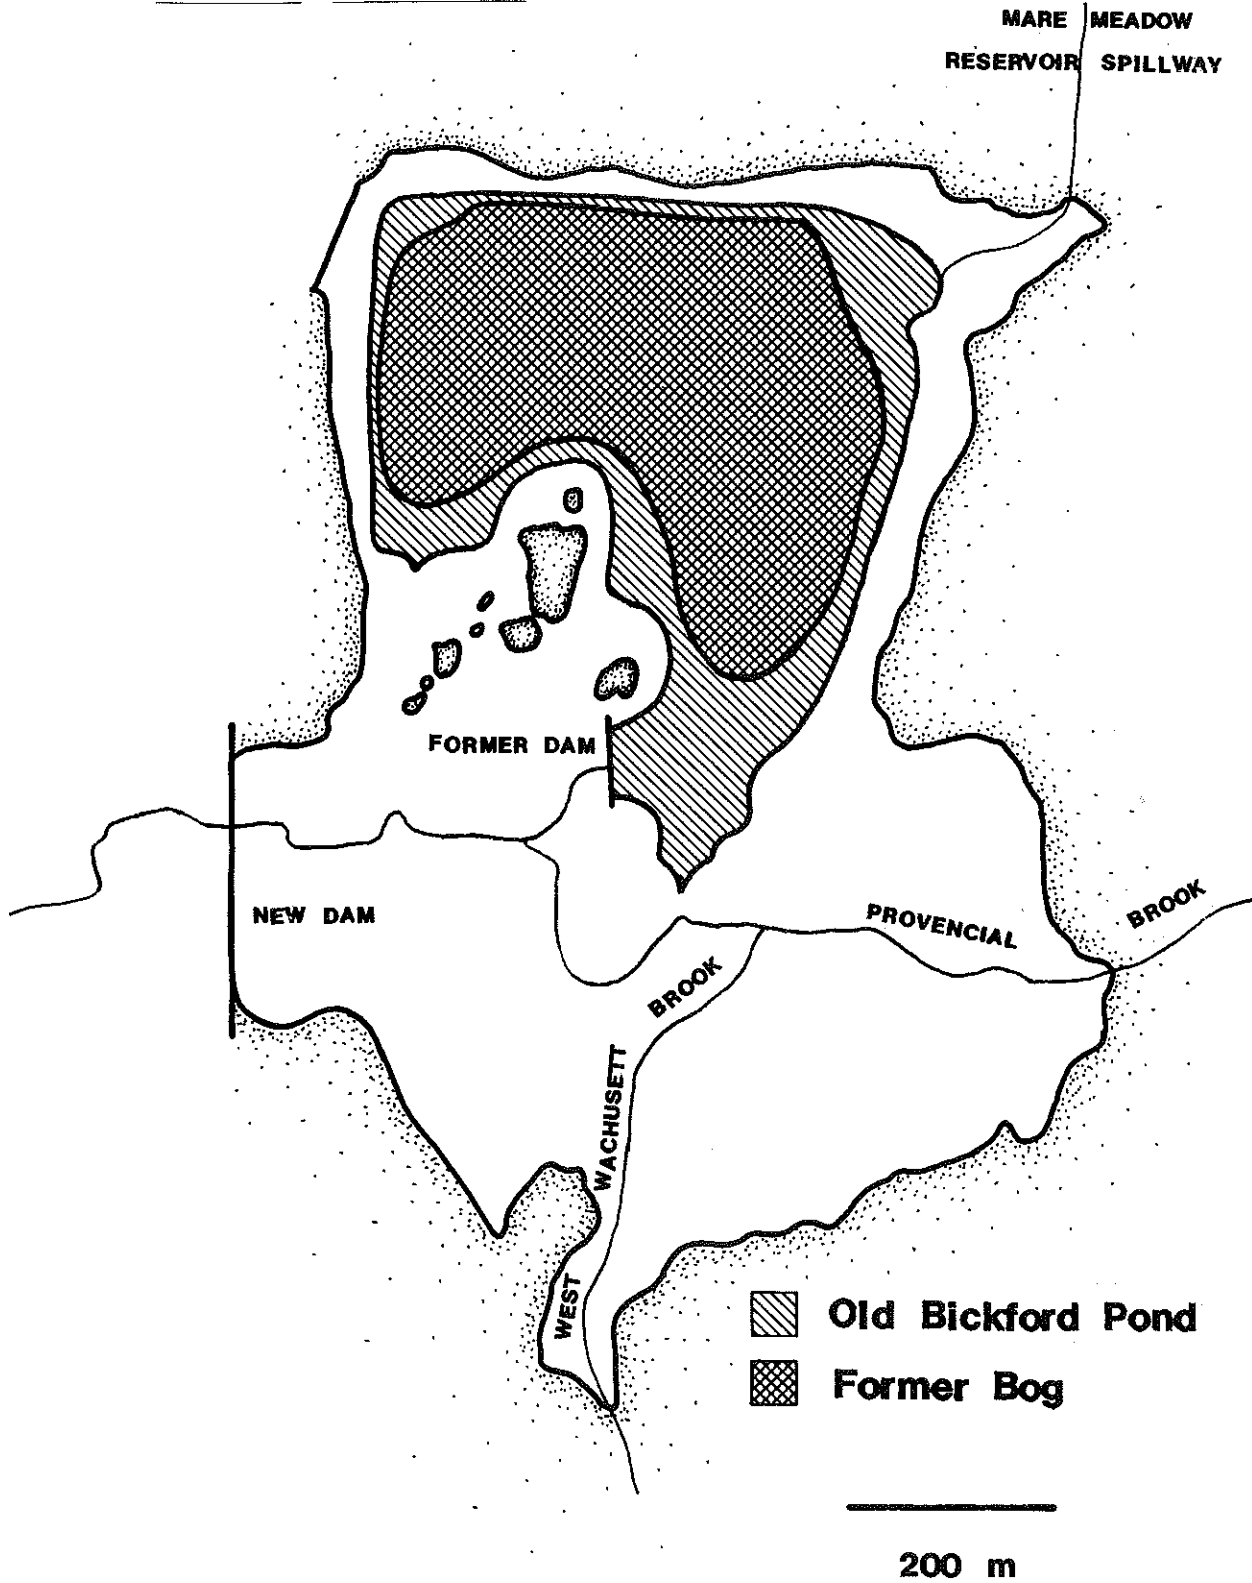 MARE MEADOW
RESERVOIR SPILLWAY
FORMER DAM
NEW DAM
PROVENCIAL BROOK
WEST WACHUSETT BROOK
Old Bickford Pond
Former Bog
200 m